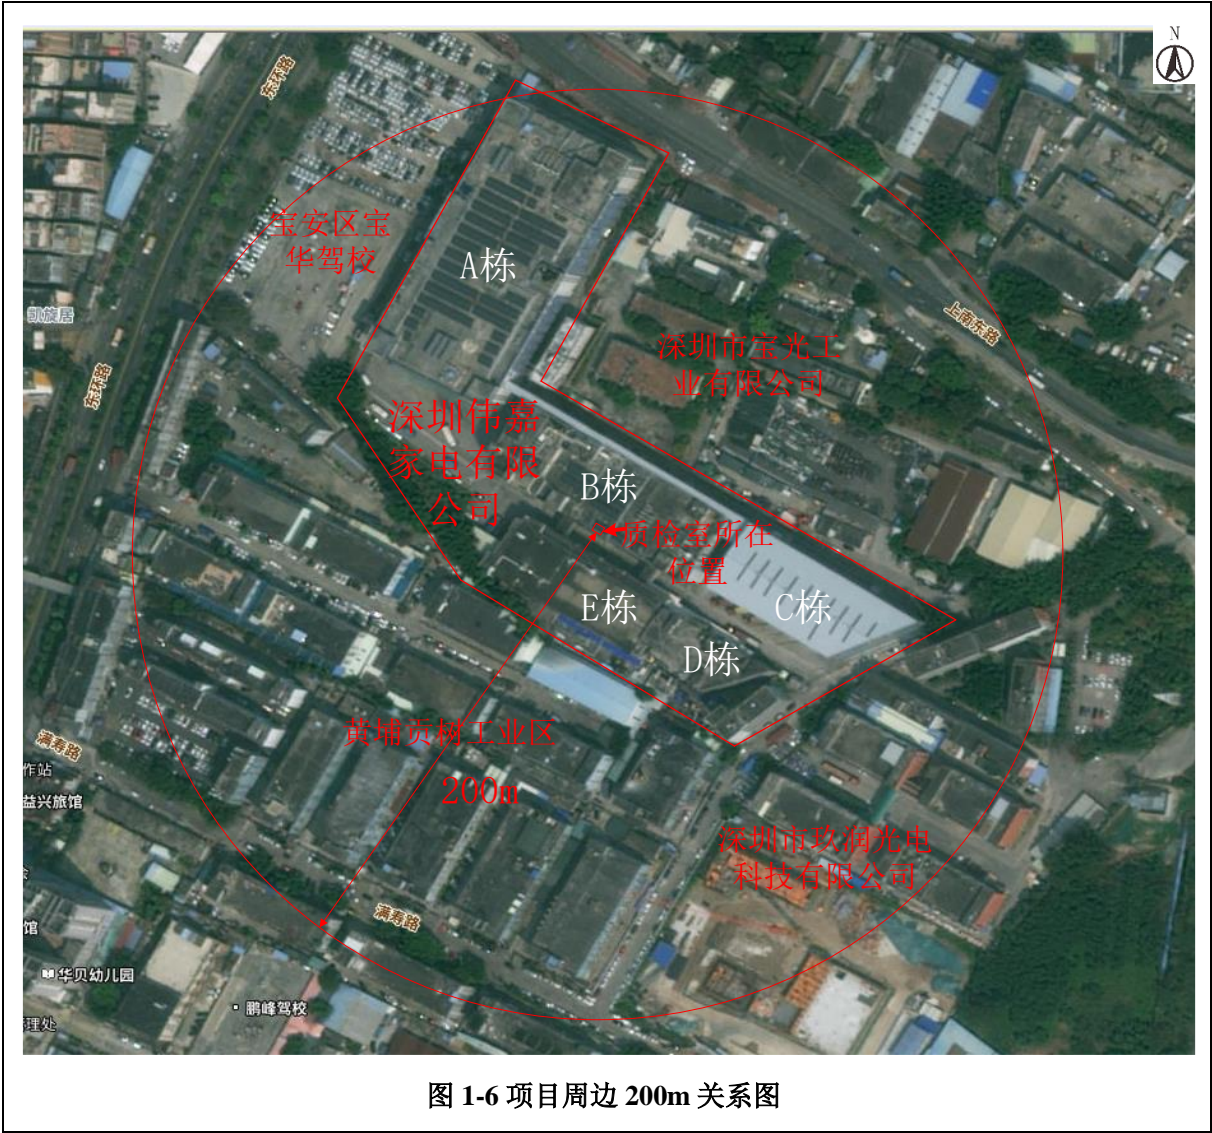 N
东环路
宝安区宝
华驾校
A栋
凯旋居
上南东路
深圳市宝光工
业有限公司
东环路
深圳伟嘉
家电有限
公司
B栋
质检室所在
位置
E栋
C栋
D栋
黄埔贡树工业区
满寿路
作站
200m
益兴旅馆
深圳市玖润光电
科技有限公司
满寿路
馆
华贝幼儿园
鹏峰驾校
理处
图 1-6 项目周边 200m 关系图